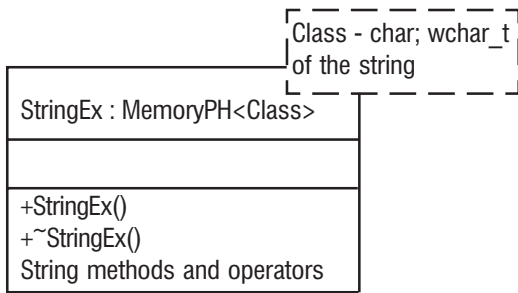 Class - char; wchar_t
of the string
StringEx : MemoryPH<Class>
+StringEx()
+~StringEx()
String methods and operators